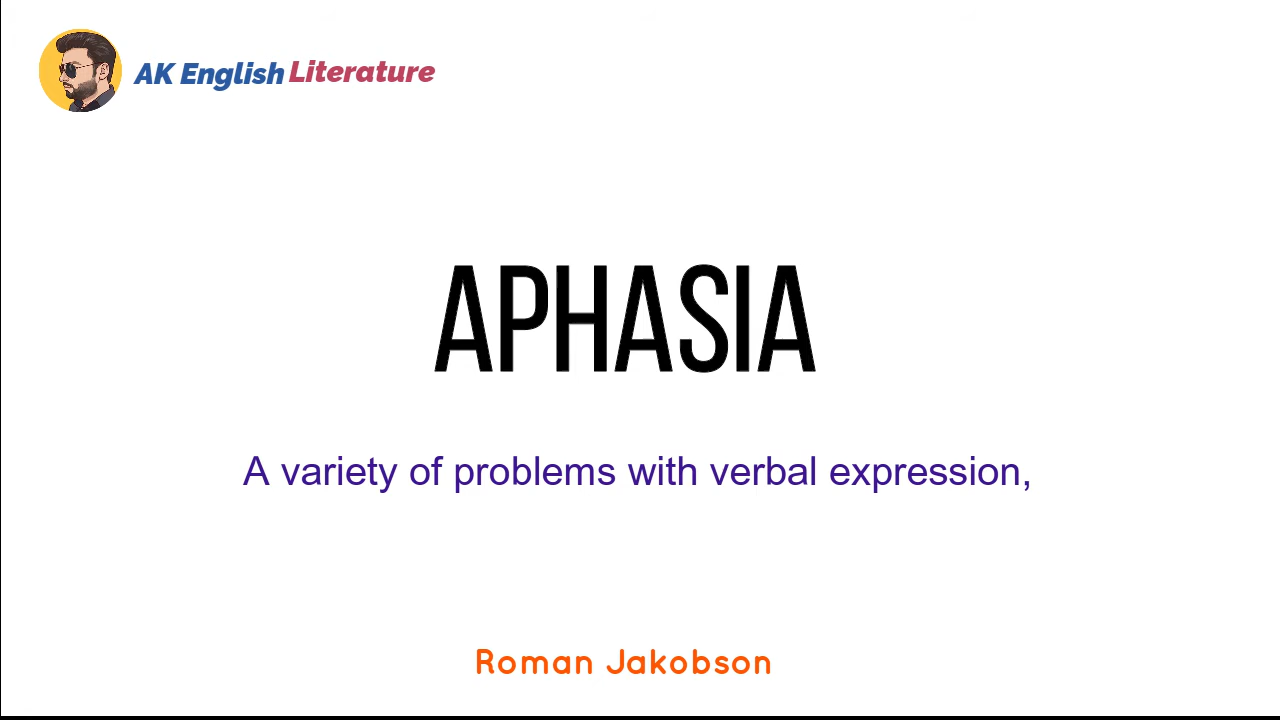 AK English Literature
APHASIA
A variety of problems with verbal expression,
Roman Jakobson